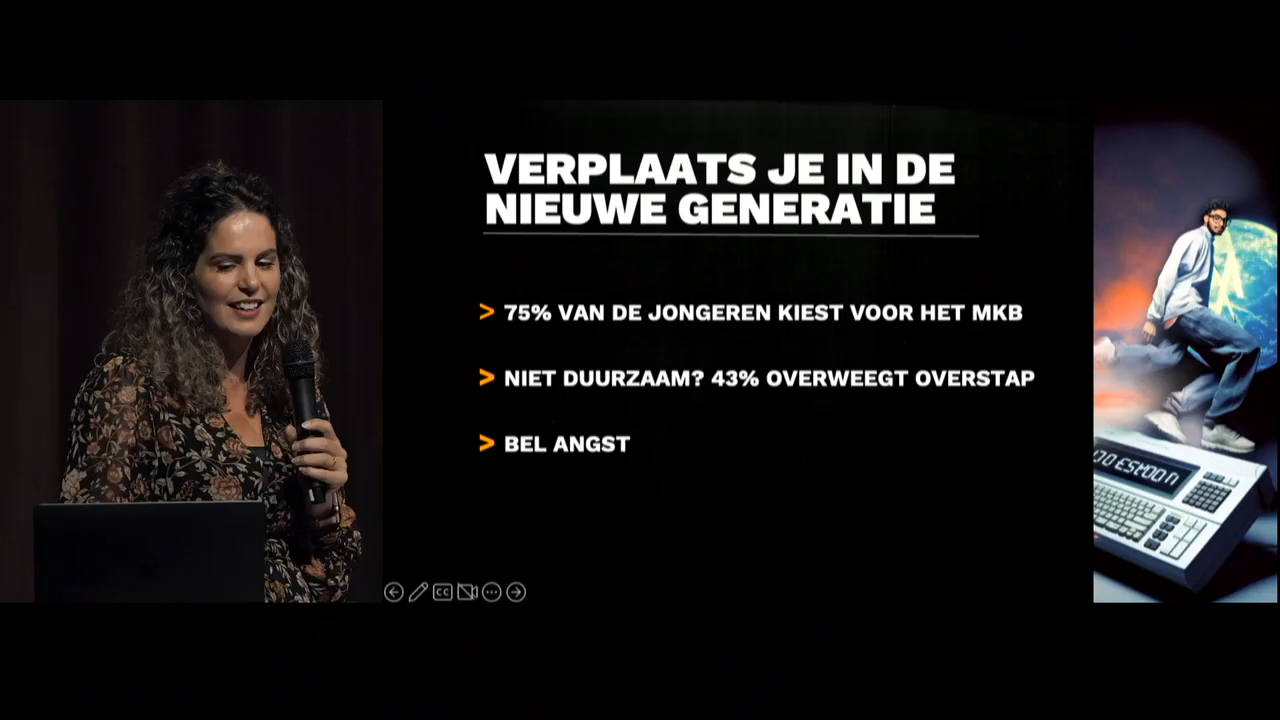 VERPLAATS JE IN DE
NIEUWE GENERATIE
> 75% VAN DE JONGEREN KIEST VOOR HET MKB
> NIET DUURZAAM? 43% OVERWEEGT OVERSTAP
> BEL ANGST
CC